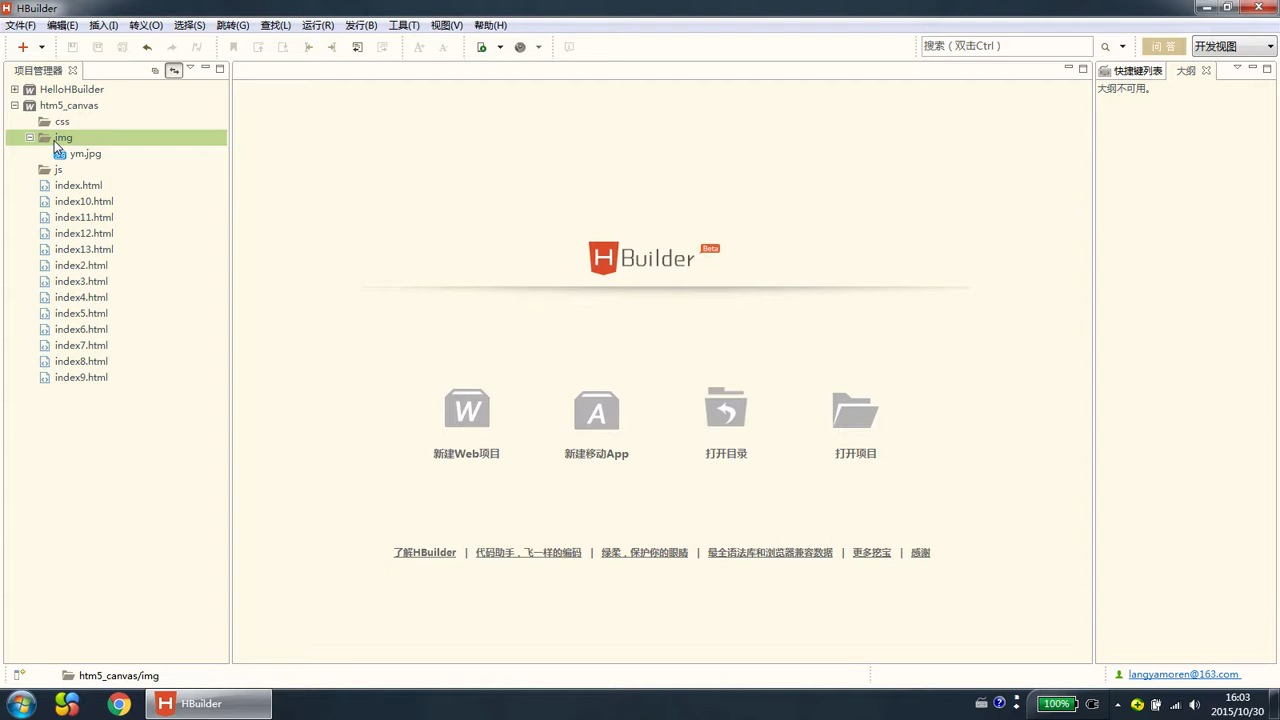 HBuilder
文件(F) 编辑(E) 插入(I) 转义(O) 选择(S) 跳转(G) 查找(L) 运行(R) 发行(B) 工具(T) 视图(V) 帮助(H)
搜索（双击Ctrl） 问答 开发视图
项目管理器 快捷键列表 大纲
HelloHBuilder
大纲不可用。
htm5_canvas
css
img
ym.jpg
js
index.html
index10.html
index11.html
index12.html
index13.html
index2.html
index3.html
index4.html
index5.html
index6.html
index7.html
index8.html
index9.html
HBuilder Beta
W A
新建Web项目 新建移动App 打开目录 打开项目
了解HBuilder | 代码助手，飞一样的编码 | 绿柔，保护你的眼睛 | 最全语法库和浏览器兼容数据 | 更多挖宝 | 感谢
htm5_canvas/img langyamoren@163.com
HBuilder 100% 16:03
2015/10/30